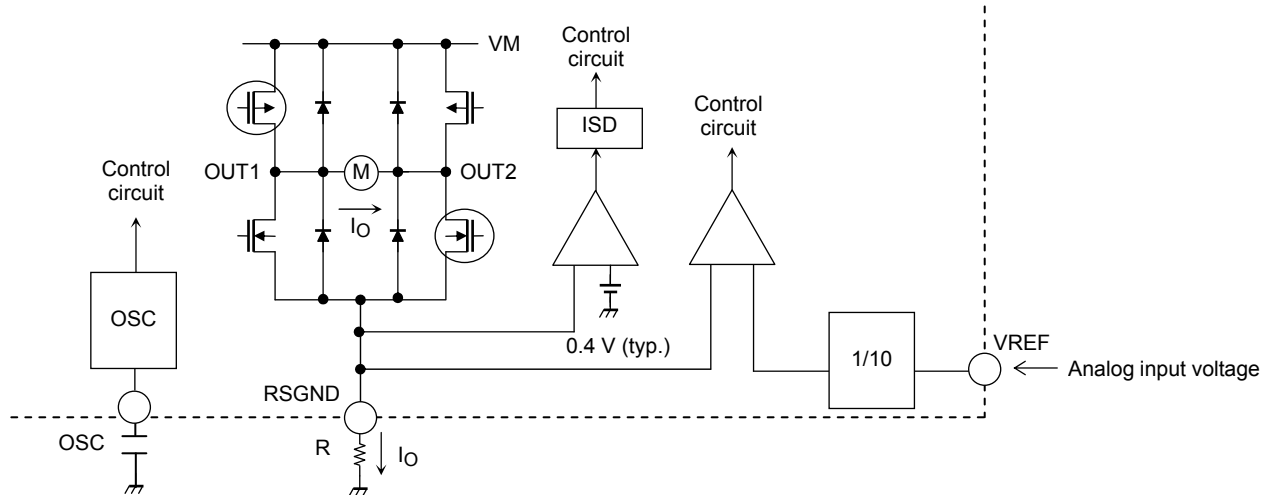 VM
Control
circuit
ISD
Control
circuit
OUT1
M
OUT2
Control
circuit
IO
OSC
0.4 V (typ.)
1/10
VREF
Analog input voltage
RSGND
OSC
R
IO